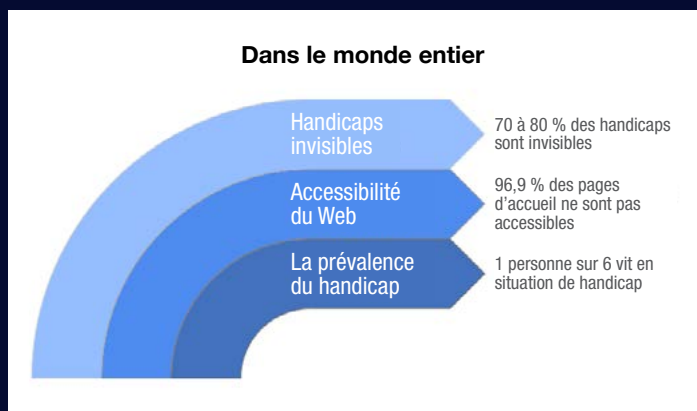 Dans le monde entier
Handicaps
invisibles
70 à 80 % des handicaps
sont invisibles
Accessibilité
du Web
96,9 % des pages
d’accueil ne sont pas
accessibles
La prévalence
du handicap
1 personne sur 6 vit en
situation de handicap